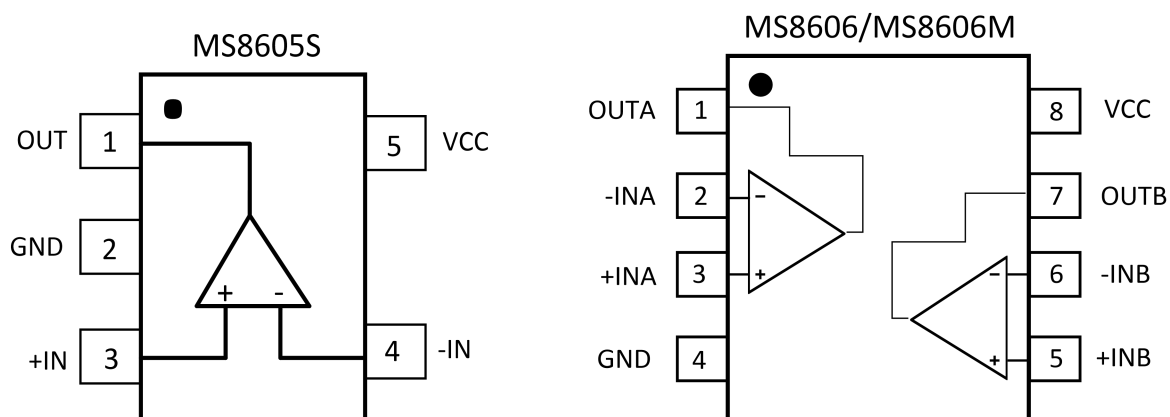 MS8605S
OUT 1
5 VCC
GND 2
+ -
+IN 3
4 -IN
MS8606/MS8606M
OUTA 1
8 VCC
-INA 2 −
7 OUTB
+INA 3 +
− 6 -INB
GND 4
+ 5 +INB